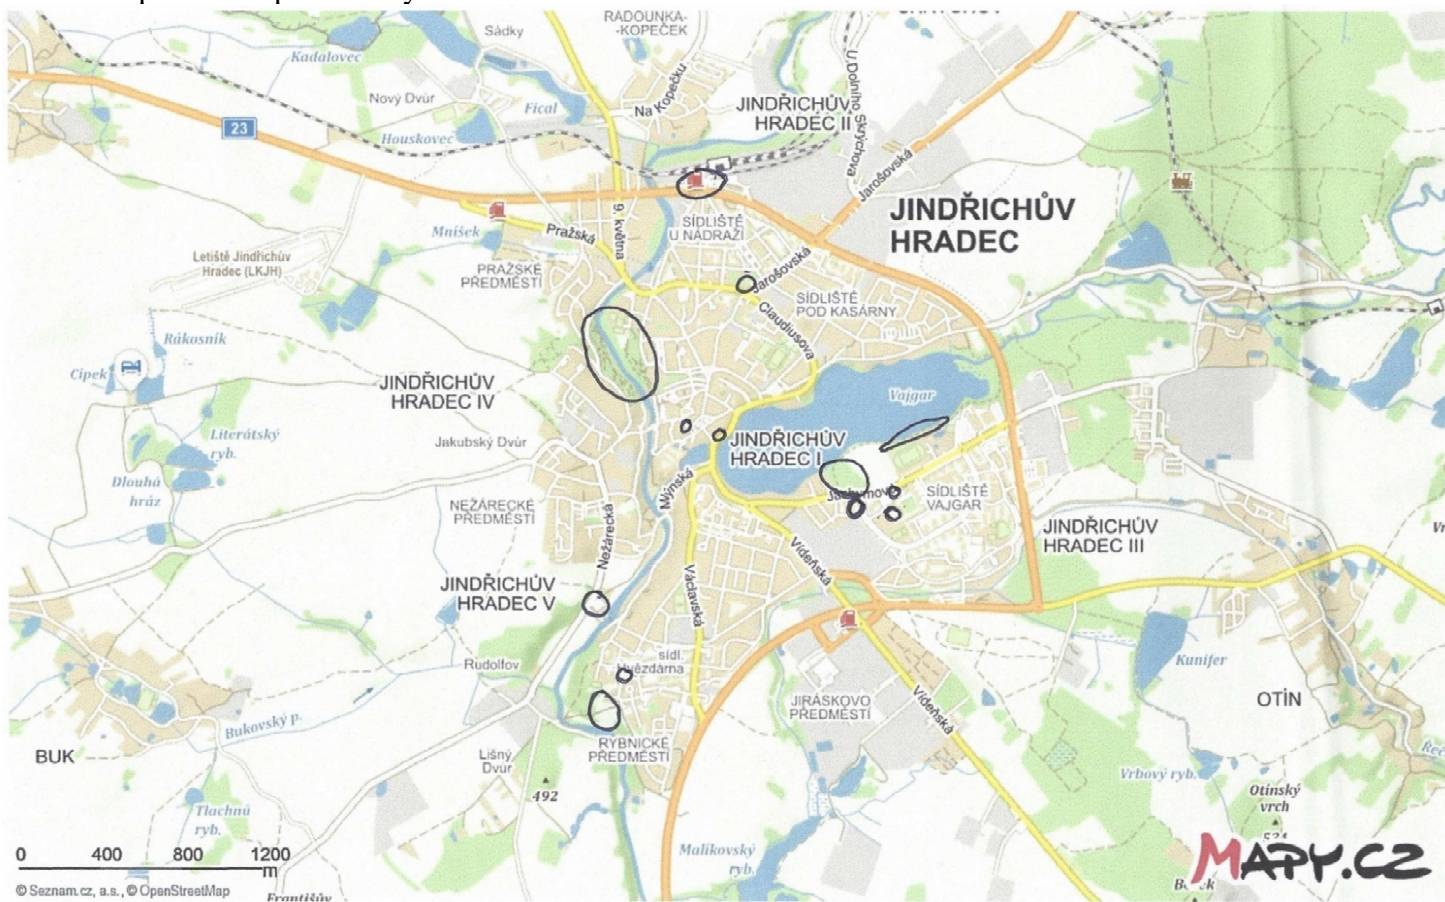 RADOUNKA-
-KOPEČEK
Sádky
Kadalovec
Nový Dvůr
Fical
Na Kopečku
U Dolního Skrýchova
JINDŘICHŮV
HRADEC II
23
Houskovec
Jarošovská
JINDŘICHŮV
HRADEC
9. května
SÍDLIŠTĚ
U NÁDRAŽÍ
Mníšek
Pražská
Letiště Jindřichův
Hradec (LKJH)
PRAŽSKÉ
PŘEDMĚSTÍ
Jarošovská
SÍDLIŠTĚ
POD KASÁRNY
Claudiusova
Rákosník
Cipek
JINDŘICHŮV
HRADEC IV
Vajgar
Literátský
ryb.
Jakubský Dvůr
JINDŘICHŮV
HRADEC I
Dlouhá
hráz
Mlýnská
Jáchymova
SÍDLIŠTĚ
VAJGAR
NEŽÁRECKÉ
PŘEDMĚSTÍ
Nežárecká
JINDŘICHŮV
HRADEC III
Vídeňská
JINDŘICHŮV
HRADEC V
Václavská
Rudolfov
sídl.
Hvězdárna
Kunifer
OTÍN
JIRÁSKOVO
PŘEDMĚSTÍ
Vídeňská
Bukovský p.
BUK
Lišný
Dvůr
RYBNICKÉ
PŘEDMĚSTÍ
492
Vrbový ryb.
Otínský
vrch
Tlachnů
ryb.
Malíkovský
ryb.
0 400 800 1200
m
MAPY.CZ
© Seznam.cz, a.s., © OpenStreetMap